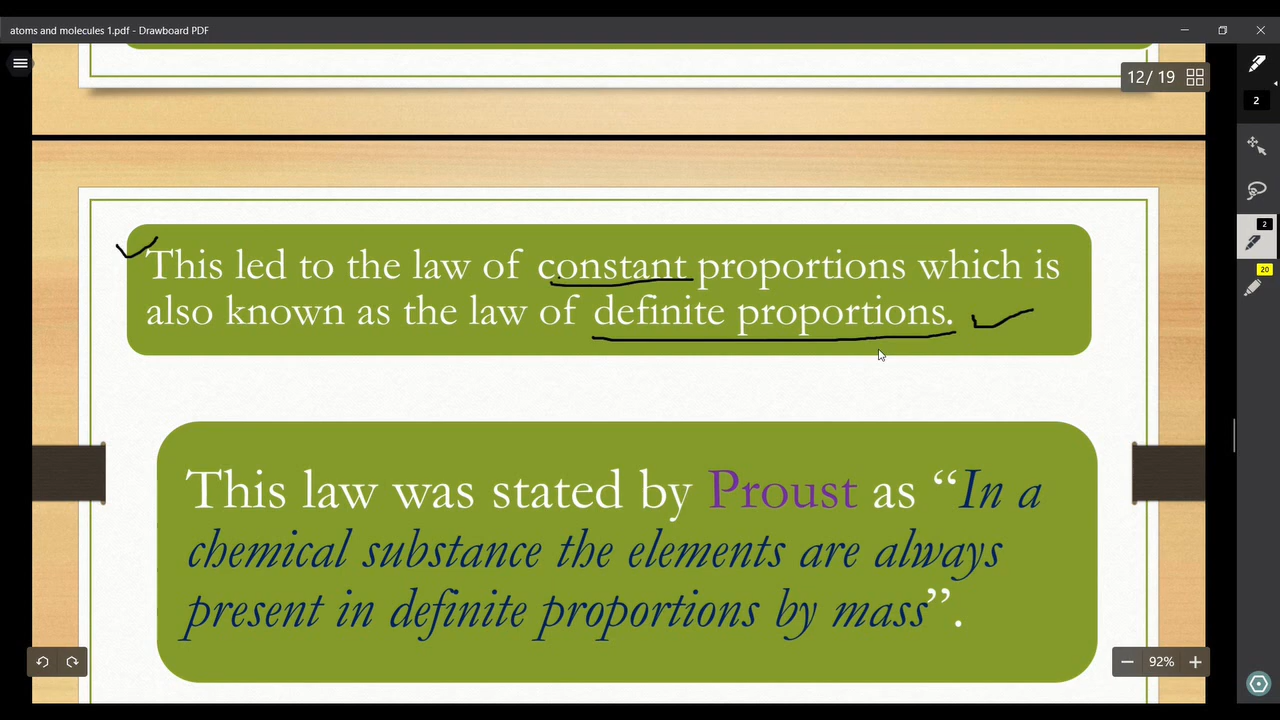 atoms and molecules 1.pdf - Drawboard PDF
12/ 19
2
This led to the law of constant proportions which is
also known as the law of definite proportions.
2
20
This law was stated by Proust as “In a
chemical substance the elements are always
present in definite proportions by mass”.
92%